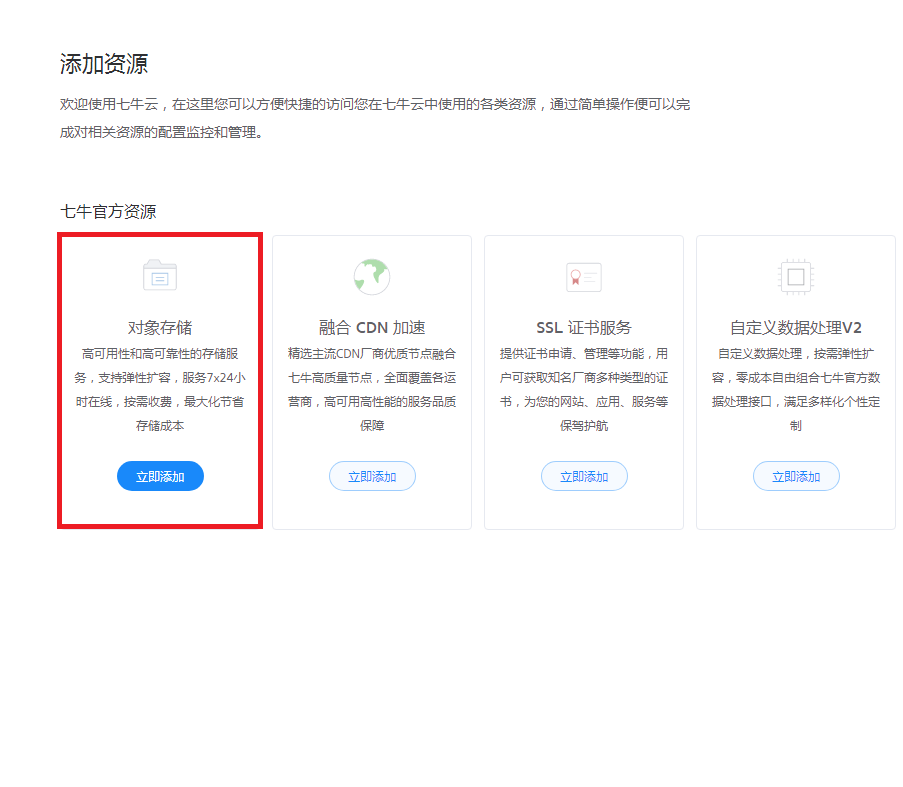 添加资源
欢迎使用七牛云，在这里您可以方便快捷的访问您在七牛云中使用的各类资源，通过简单操作便可以完
成对相关资源的配置监控和管理。
七牛官方资源
对象存储
高可用性和高可靠性的存储服
务，支持弹性扩容，服务7x24小
时在线，按需收费，最大化节省
存储成本
立即添加
融合 CDN 加速
精选主流CDN厂商优质节点融合
七牛高质量节点，全面覆盖各运
营商，高可用高性能的服务品质
保障
立即添加
SSL 证书服务
提供证书申请、管理等功能，用
户可获取知名厂商多种类型的证
书，为您的网站、应用、服务等
保驾护航
立即添加
自定义数据处理V2
自定义数据处理，按需弹性扩
容，零成本自由组合七牛官方数
据处理接口，满足多样化个性定
制
立即添加